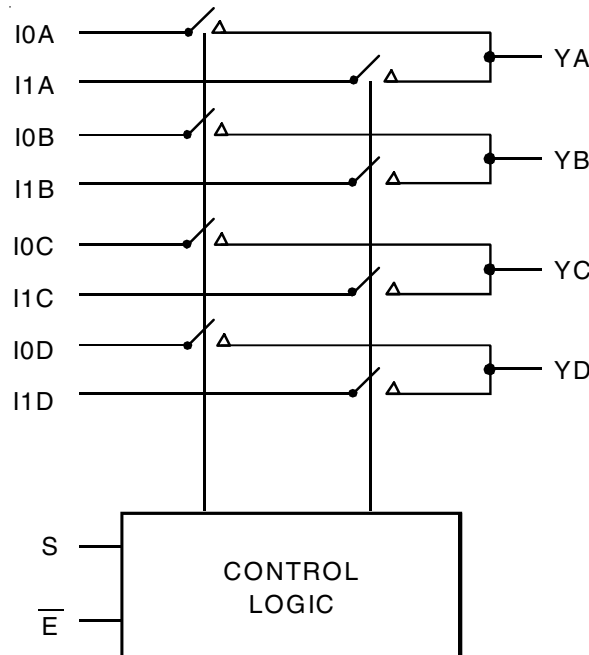 I0A
YA
I1A
I0B
YB
I1B
I0C
YC
I1C
I0D
YD
I1D
S
CONTROL
LOGIC
E̅